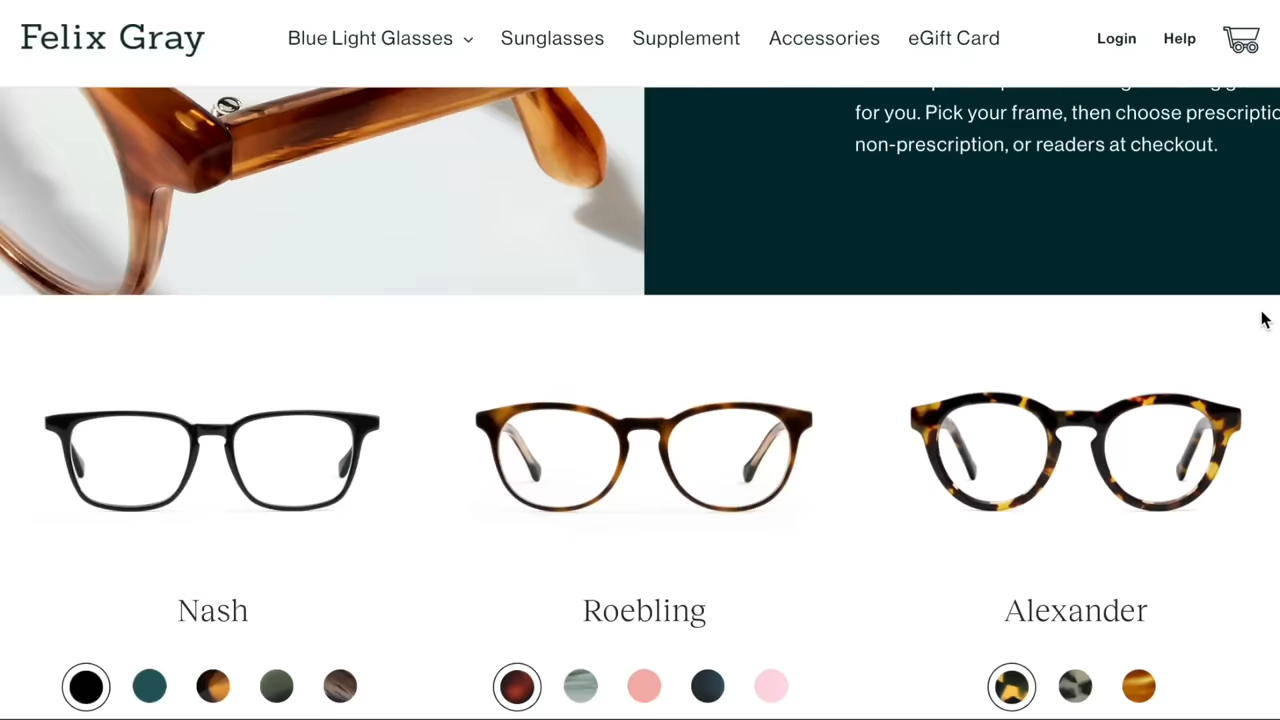 Felix Gray
Blue Light Glasses
Sunglasses
Supplement
Accessories
eGift Card
Login
Help
for you. Pick your frame, then choose
non-prescription, or readers at checkout.
Nash
Roebling
Alexander